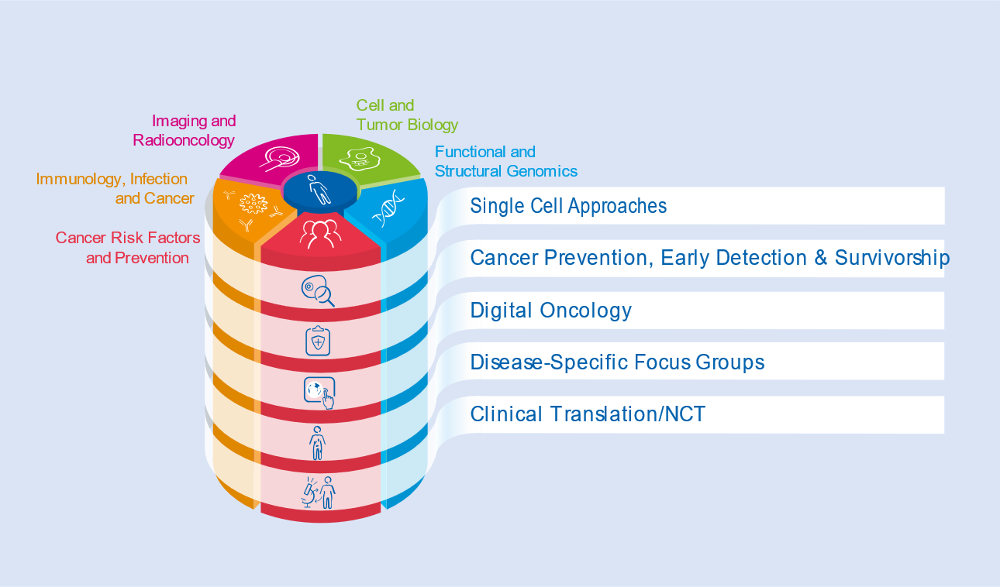 Cell and
Tumor Biology
Imaging and
Radiooncology
Functional and
Structural Genomics
Immunology, Infection
and Cancer
Cancer Risk Factors
and Prevention
Single Cell Approaches
Cancer Prevention, Early Detection & Survivorship
Digital Oncology
Disease-Specific Focus Groups
Clinical Translation/NCT